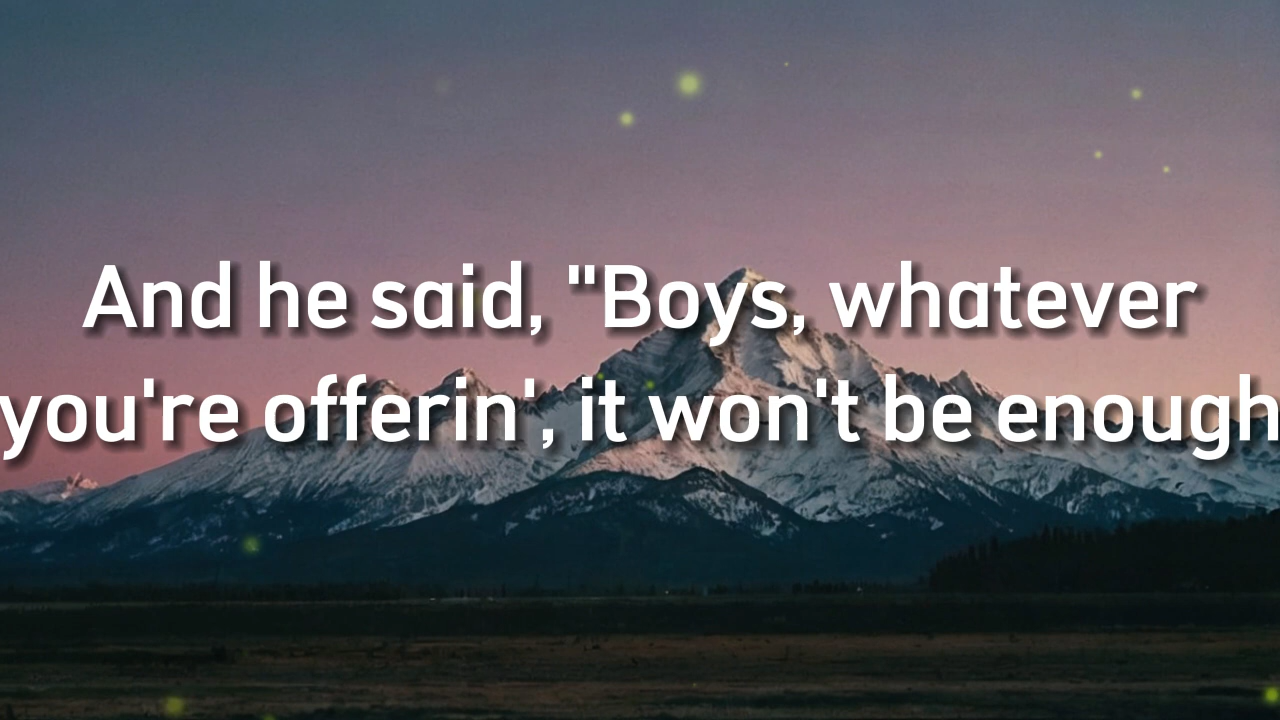 And he said, "Boys, whatever
you're offerin', it won't be enough